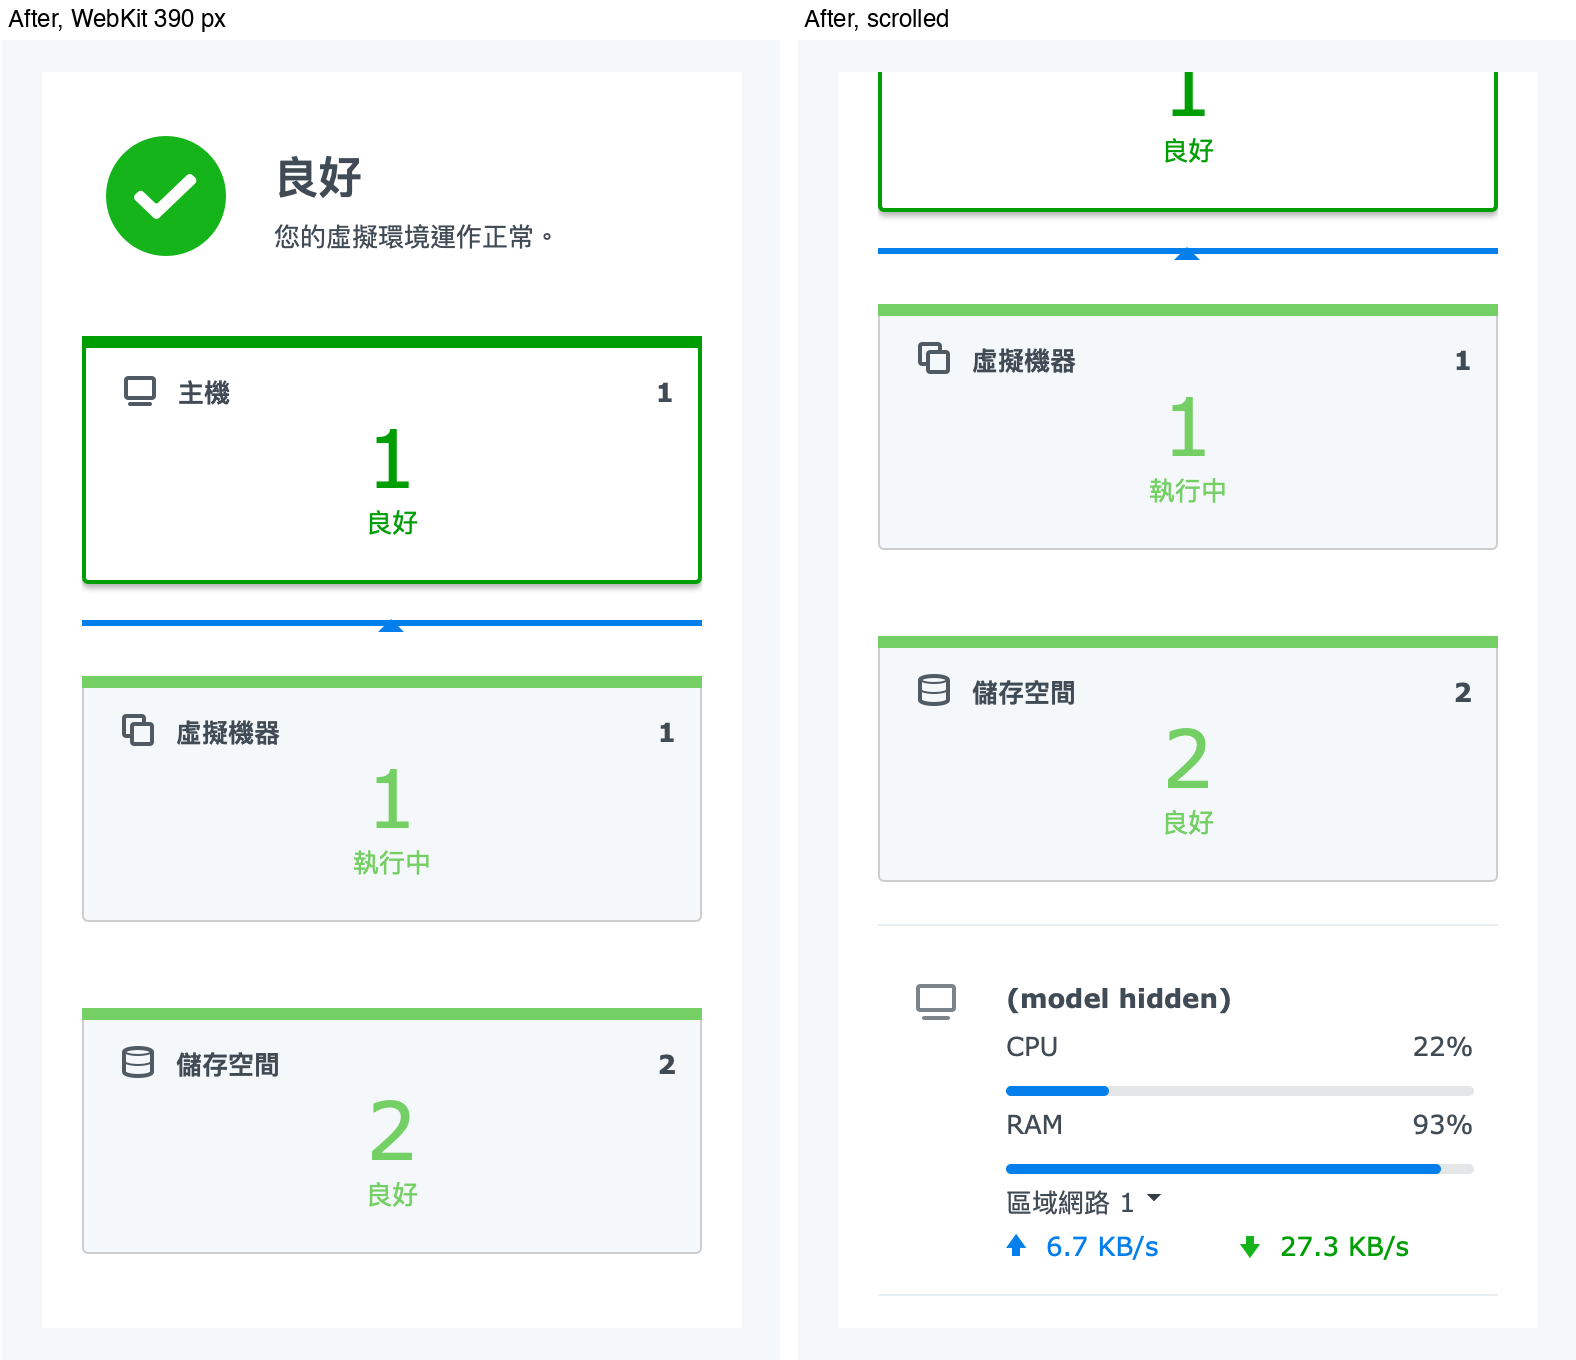 After, WebKit 390 px
良好
您的虛擬環境運作正常。
主機 1
1
良好
虛擬機器 1
1
執行中
儲存空間 2
2
良好
After, scrolled
1
良好
虛擬機器 1
1
執行中
儲存空間 2
2
良好
(model hidden)
CPU 22%
RAM 93%
區域網路 1
6.7 KB/s 27.3 KB/s